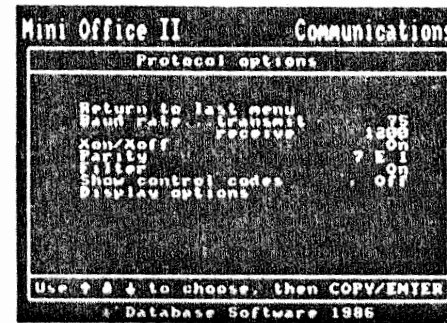 Mini Office II Communications
Protocol options
Return to last menu
Baud rate transmit 75
receive 1200
Xon/Xoff On
Parity 7 E 1
Filter On
Show control codes Off
Display options
Use ↑ & ↓ to choose, then COPY/ENTER
Database Software 1986